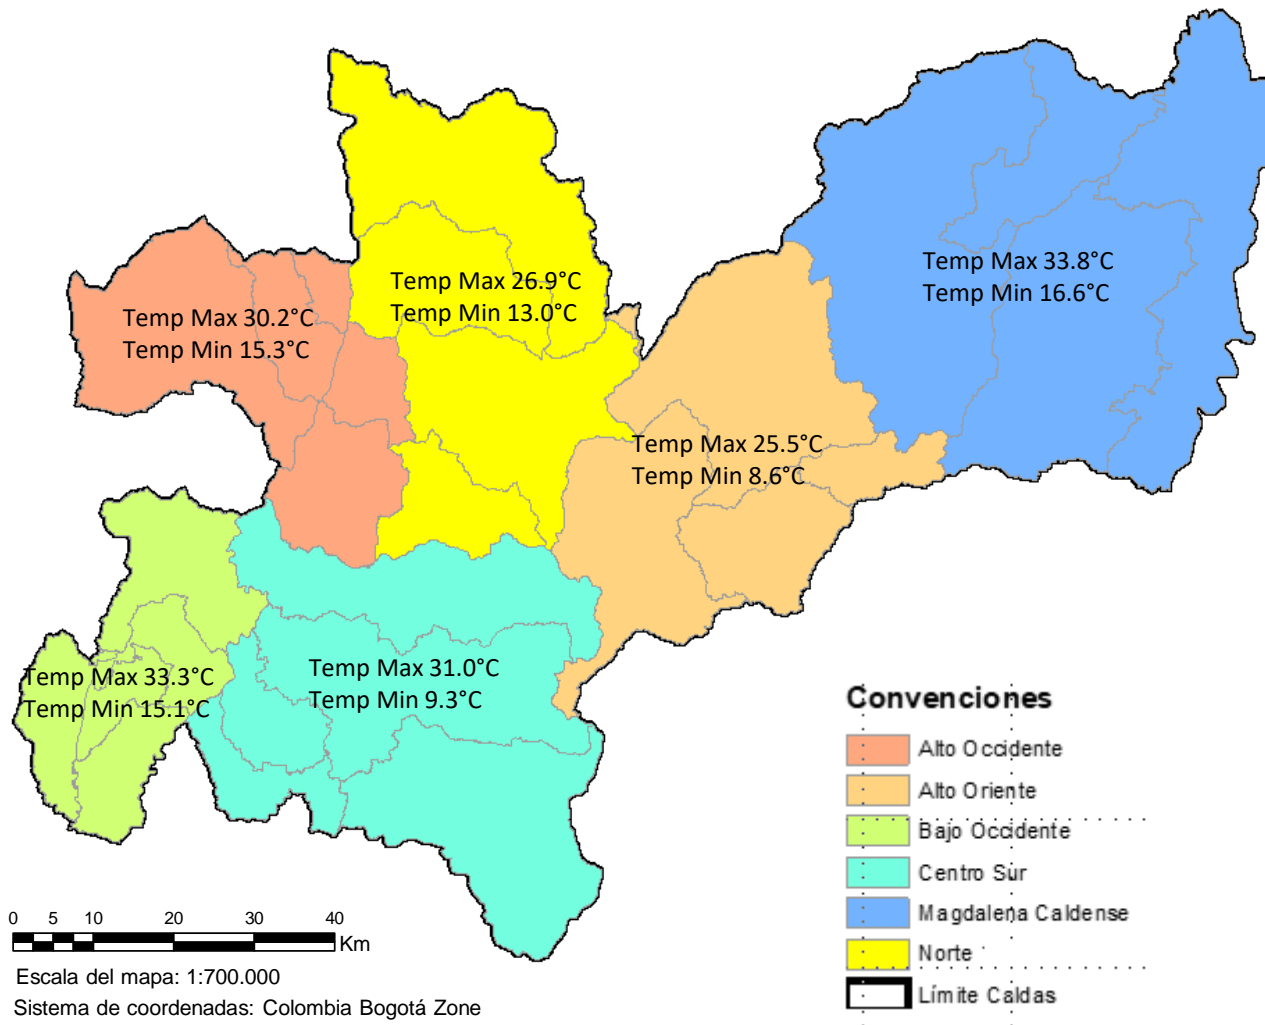 Temp Max 26.9°C
Temp Min 13.0°C
Temp Max 33.8°C
Temp Min 16.6°C
Temp Max 30.2°C
Temp Min 15.3°C
Temp Max 25.5°C
Temp Min 8.6°C
Temp Max 33.3°C
Temp Min 15.1°C
Temp Max 31.0°C
Temp Min 9.3°C
Convenciones
Alto Occidente
Alto Oriente
Bajo Occidente
Centro Sur
Magdalena Caldense
Norte
Límite Caldas
0 5 10 20 30 40
Km
Escala del mapa: 1:700.000
Sistema de coordenadas: Colombia Bogotá Zone